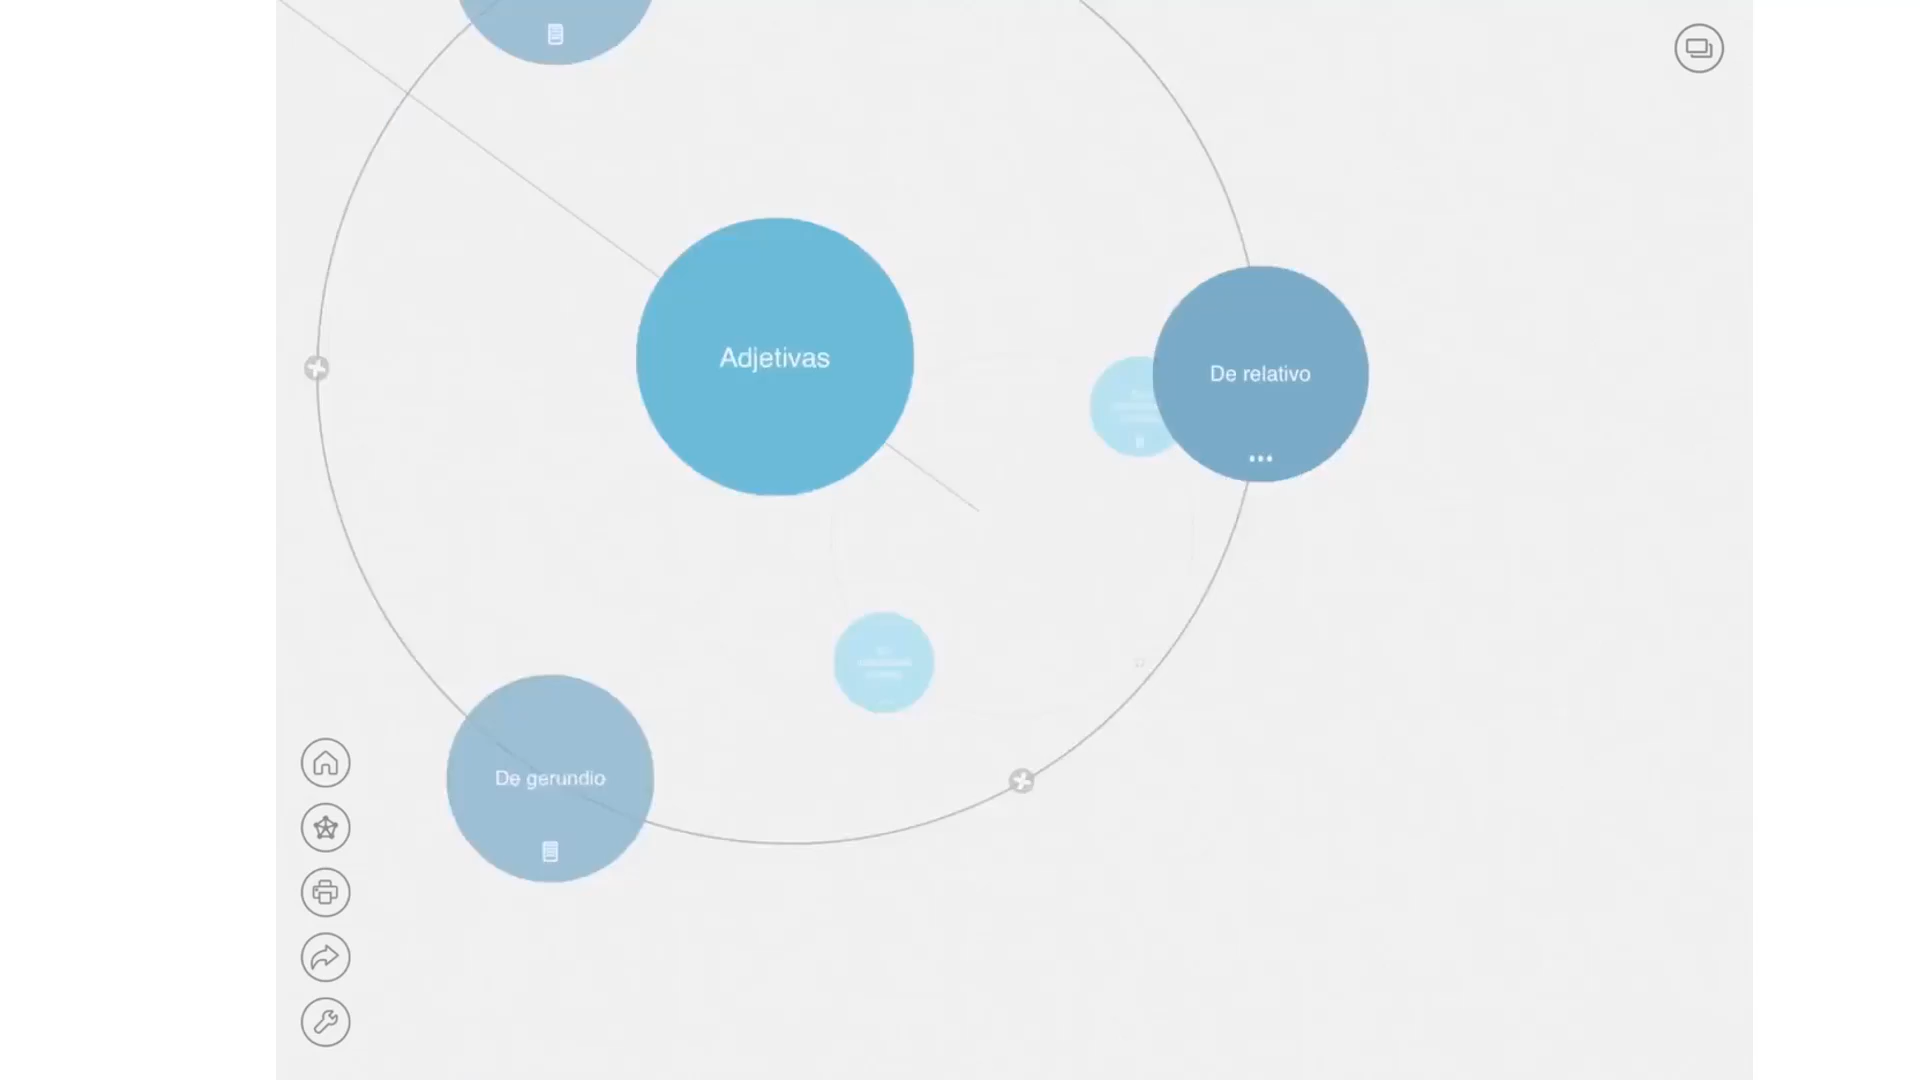 Adjetivas
De relativo
De gerundio